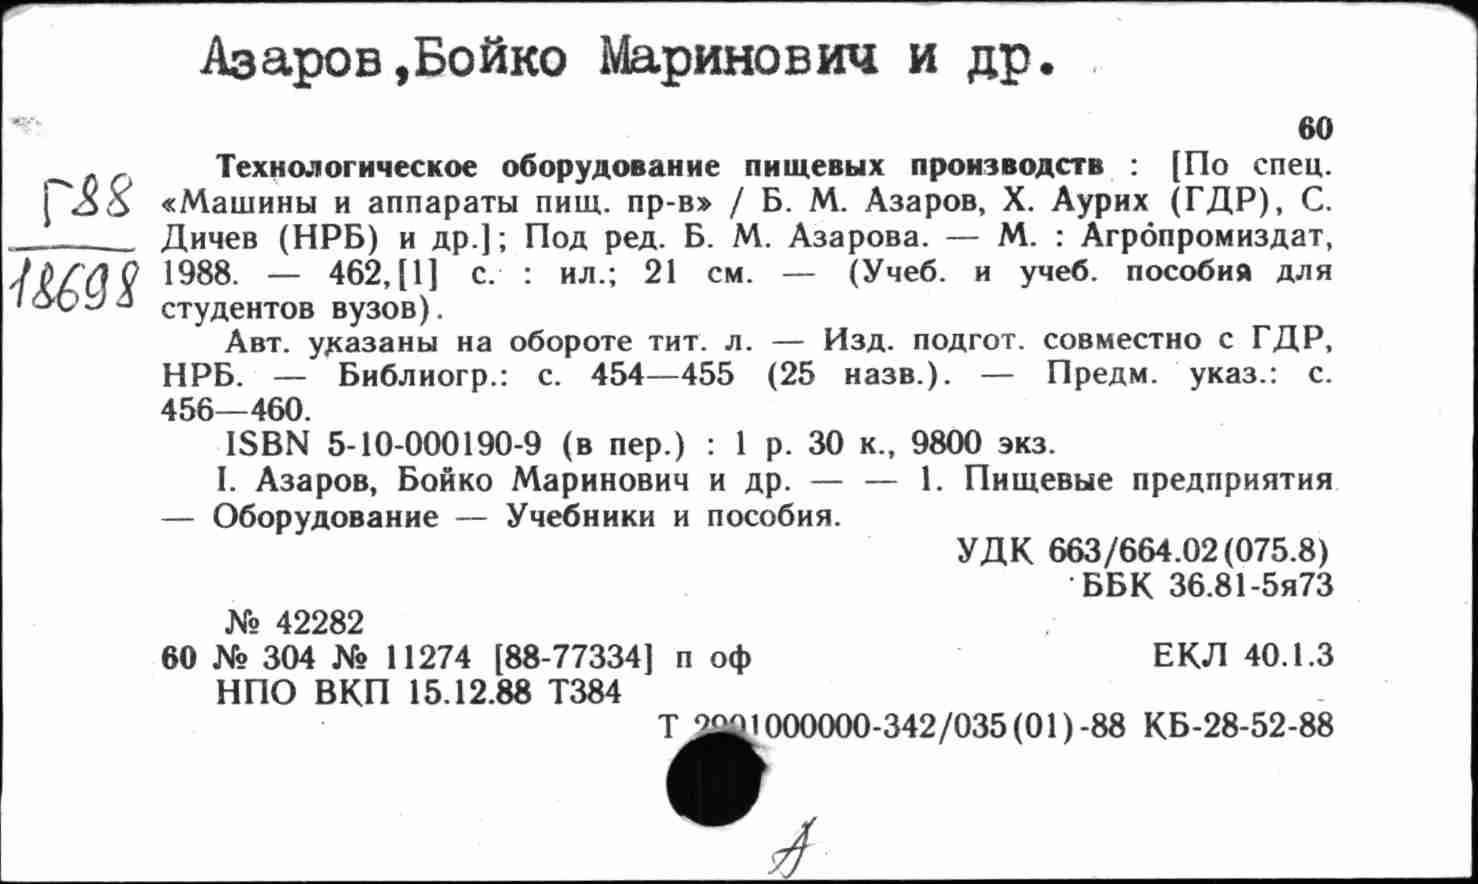 Азаров,Бойко Маринович и др.
60
Технологическое оборудование пищевых производств : [По спец.
«Машины и аппараты пищ. пр-в» / Б. М. Азаров, Х. Аурих (ГДР), С.
Дичев (НРБ) и др.]; Под ред. Б. М. Азарова. — М. : Агропромиздат,
1988. — 462,[1] с. : ил.; 21 см. — (Учеб. и учеб. пособия для
студентов вузов).
Г88
18698
Авт. указаны на обороте тит. л. — Изд. подгот. совместно с ГДР,
НРБ. — Библиогр.: с. 454—455 (25 назв.). — Предм. указ.: с.
456—460.
ISBN 5-10-000190-9 (в пер.) : 1 р. 30 к., 9800 экз.
I. Азаров, Бойко Маринович и др. — — 1. Пищевые предприятия
— Оборудование — Учебники и пособия.
УДК 663/664.02(075.8)
ББК 36.81-5я73
№ 42282
60 № 304 № 11274 [88-77334] п оф ЕКЛ 40.1.3
НПО ВКП 15.12.88 Т384
Т -342/035(01)-88 КБ-28-52-88
А